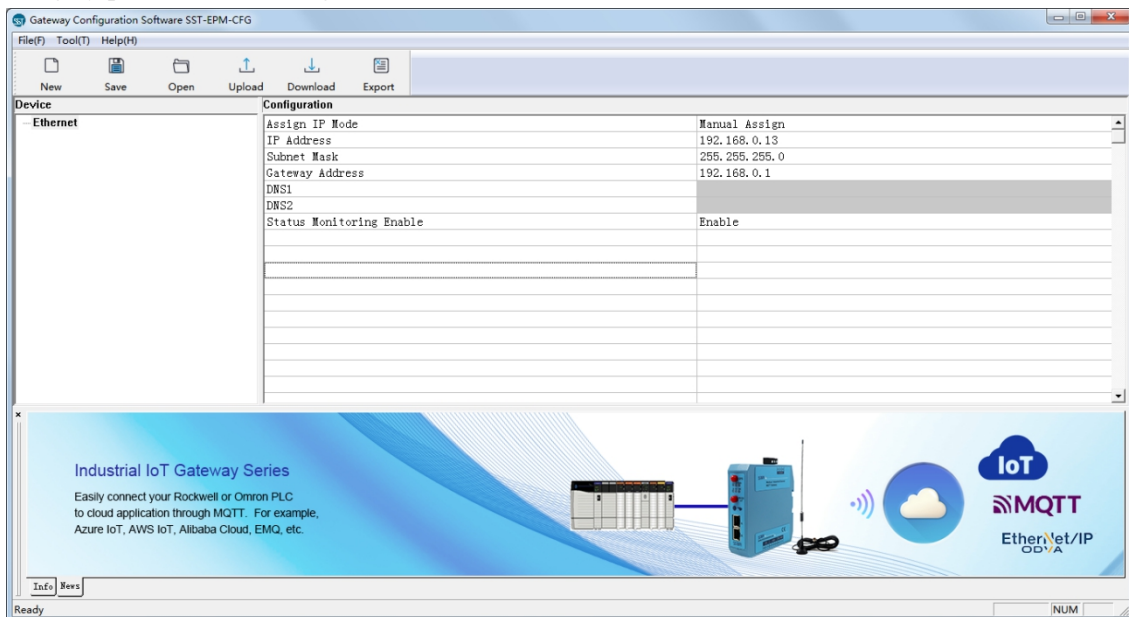 Gateway Configuration Software SST-EPM-CFG
File(F) Tool(T) Help(H)
New Save Open Upload Download Export
Device
Configuration
Ethernet
Assign IP Mode Manual Assign
IP Address 192.168.0.13
Subnet Mask 255.255.255.0
Gateway Address 192.168.0.1
DNS1
DNS2
Status Monitoring Enable Enable
Industrial IoT Gateway Series
Easily connect your Rockwell or Omron PLC
to cloud application through MQTT. For example,
Azure IoT, AWS IoT, Alibaba Cloud, EMQ, etc.
IoT
MQTT
EtherNet/IP
ODVA
Info News
Ready NUM